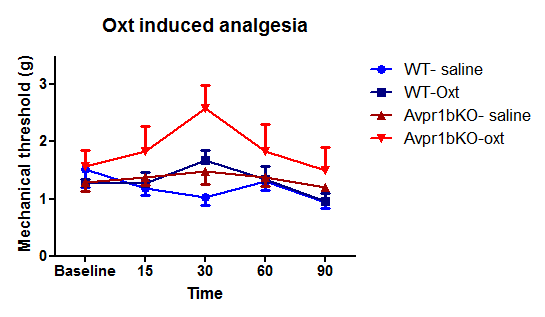 Oxt induced analgesia
Mechanical threshold (g)
3
2
1
0
Baseline 15 30 60 90
Time
WT- saline
WT-Oxt
Avpr1bKO- saline
Avpr1bKO-oxt